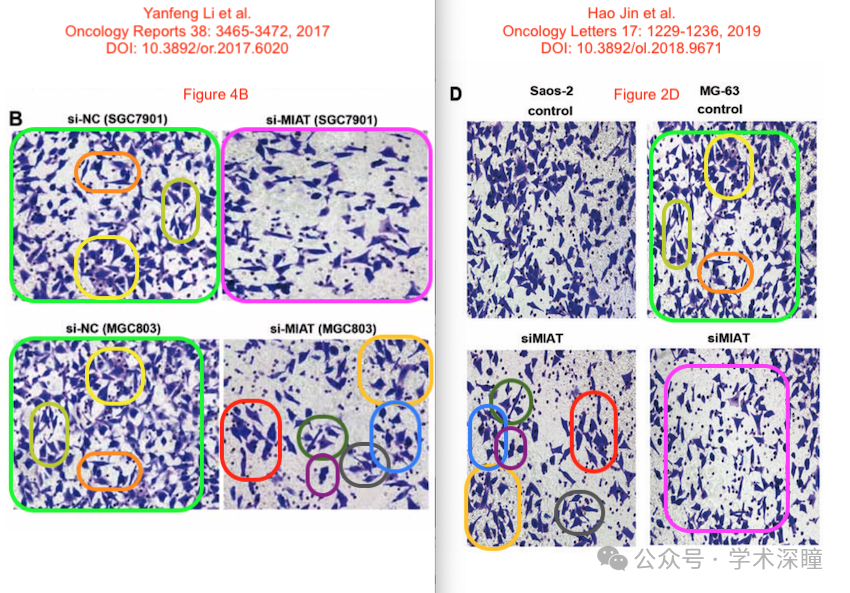 Yanfeng Li et al.
Oncology Reports 38: 3465-3472, 2017
DOI: 10.3892/or.2017.6020
Figure 4B
B
si-NC (SGC7901)
si-MIAT (SGC7901)
si-NC (MGC803)
si-MIAT (MGC803)
Hao Jin et al.
Oncology Letters 17: 1229-1236, 2019
DOI: 10.3892/ol.2018.9671
D
Saos-2
control
Figure 2D
MG-63
control
siMIAT
siMIAT
公众号 · 学术深瞳